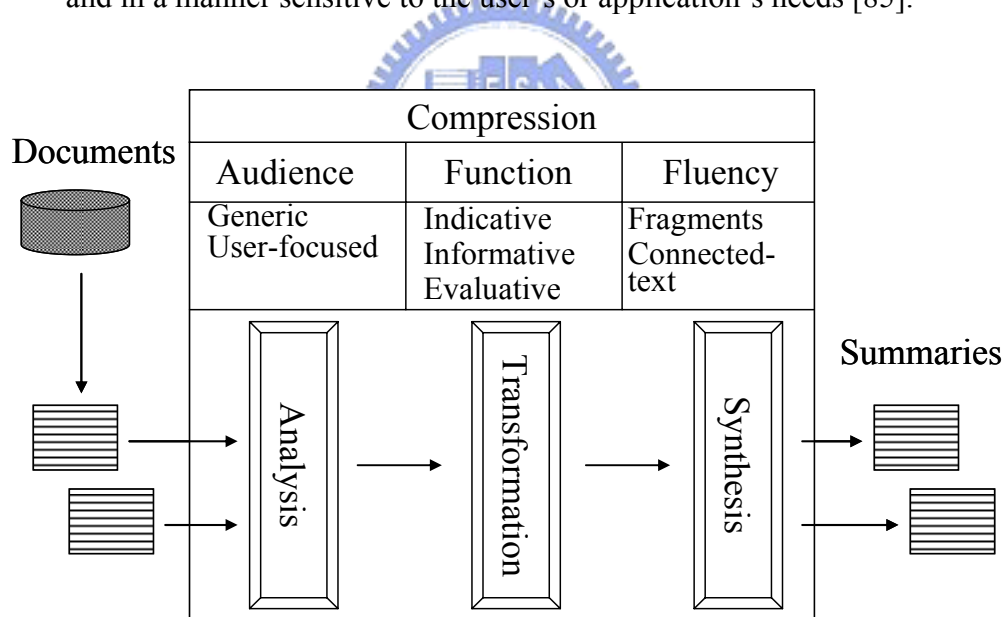 and in a manner sensitive to the user's or application's needs [85].
Compression
Documents
Audience
Function
Fluency
Generic
User-focused
Indicative
Informative
Evaluative
Fragments
Connected-
text
Summaries
Analysis
Transformation
Synthesis